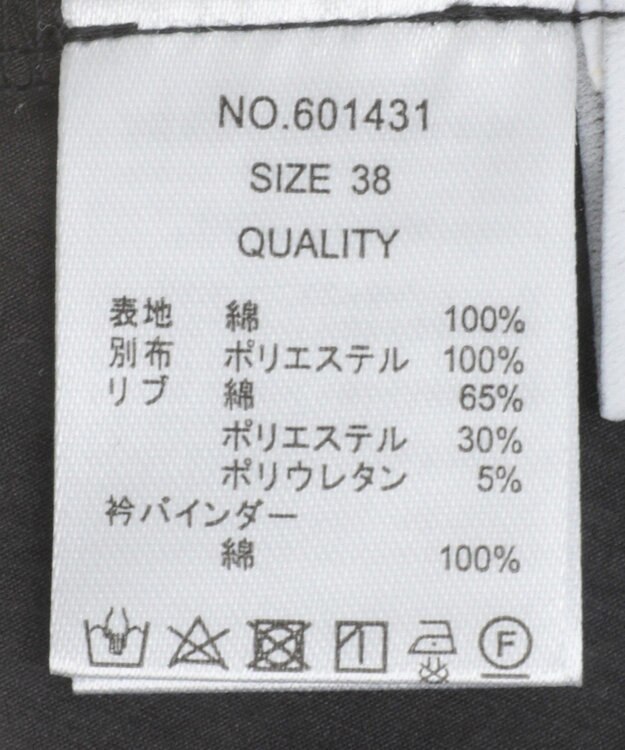 NO.601431
SIZE 38
QUALITY
表地 綿 100%
別布 ポリエステル 100%
リブ 綿 65%
ポリエステル 30%
ポリウレタン 5%
衿バインダー
綿 100%
F